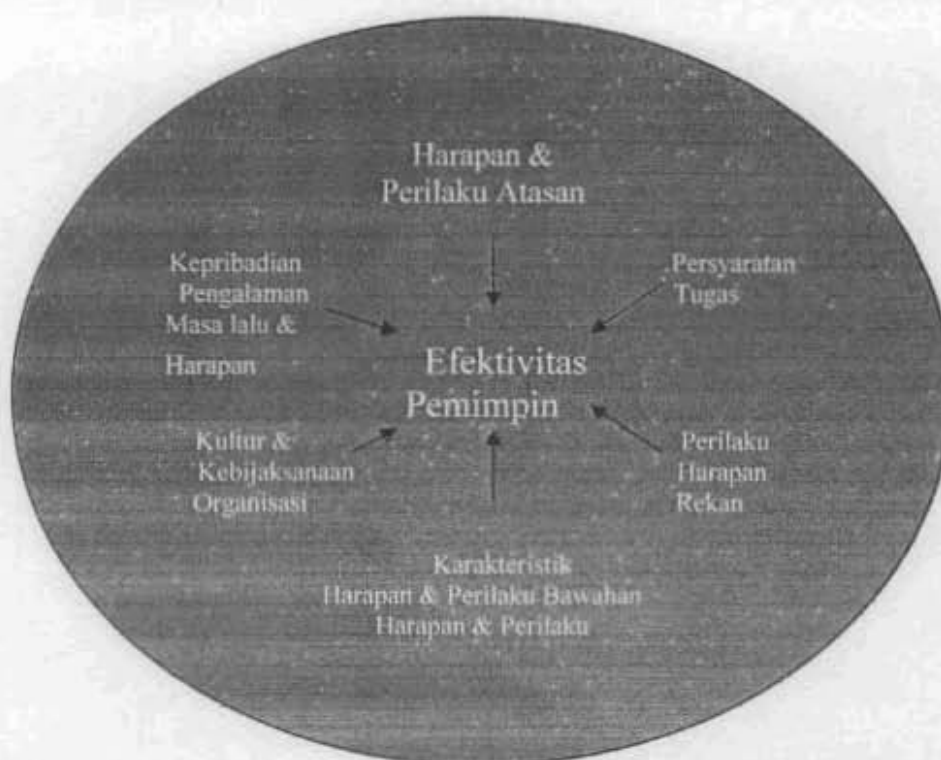 Harapan &
Perilaku Atasan
Kepribadian
Pengalaman
Masa lalu &
Harapan
Persyaratan
Tugas
Efektivitas
Pemimpin
Kultur &
Kebijaksanaan
Organisasi
Perilaku
Harapan
Rekan
Karakteristik
Harapan & Perilaku Bawahan
Harapan & Perilaku